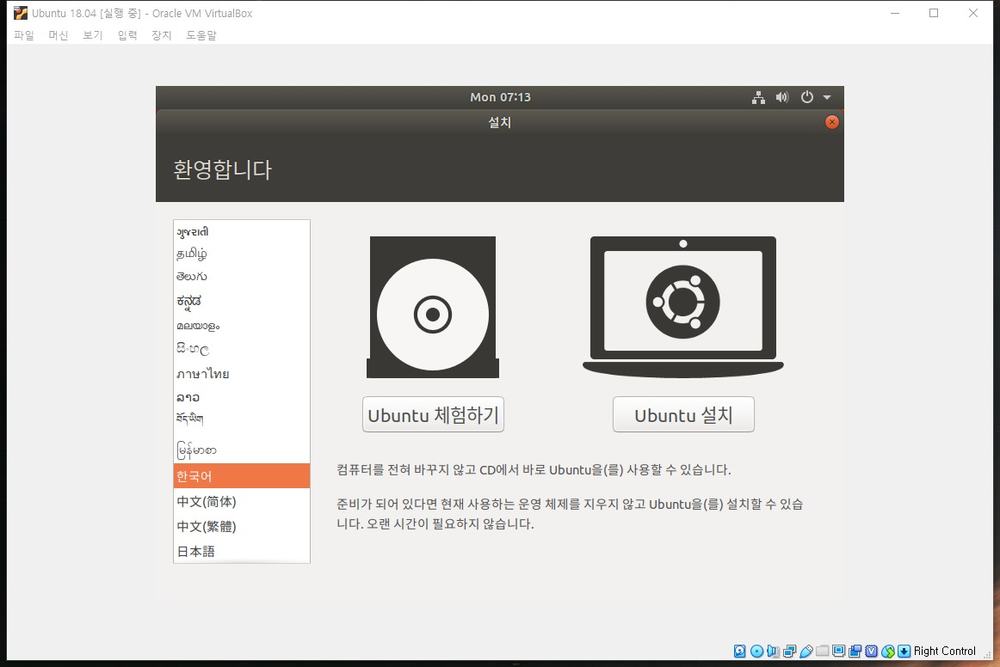 Ubuntu 18.04 [실행 중] - Oracle VM VirtualBox
파일 머신 보기 입력 장치 도움말
Mon 07:13
설치
환영합니다
ગુજરાતી
தமிழ்
తెలుగు
ಕನ್ನಡ
മലയാളം
සිංහල
ภาษาไทย
ລາວ
བོད་ཡིག
မြန်မာစာ
한국어
中文(简体)
中文(繁體)
日本語
Ubuntu 체험하기
Ubuntu 설치
컴퓨터를 전혀 바꾸지 않고 CD에서 바로 Ubuntu을(를) 사용할 수 있습니다.
준비가 되어 있다면 현재 사용하는 운영 체제를 지우지 않고 Ubuntu을(를) 설치할 수 있습
니다. 오랜 시간이 필요하지 않습니다.
Right Control